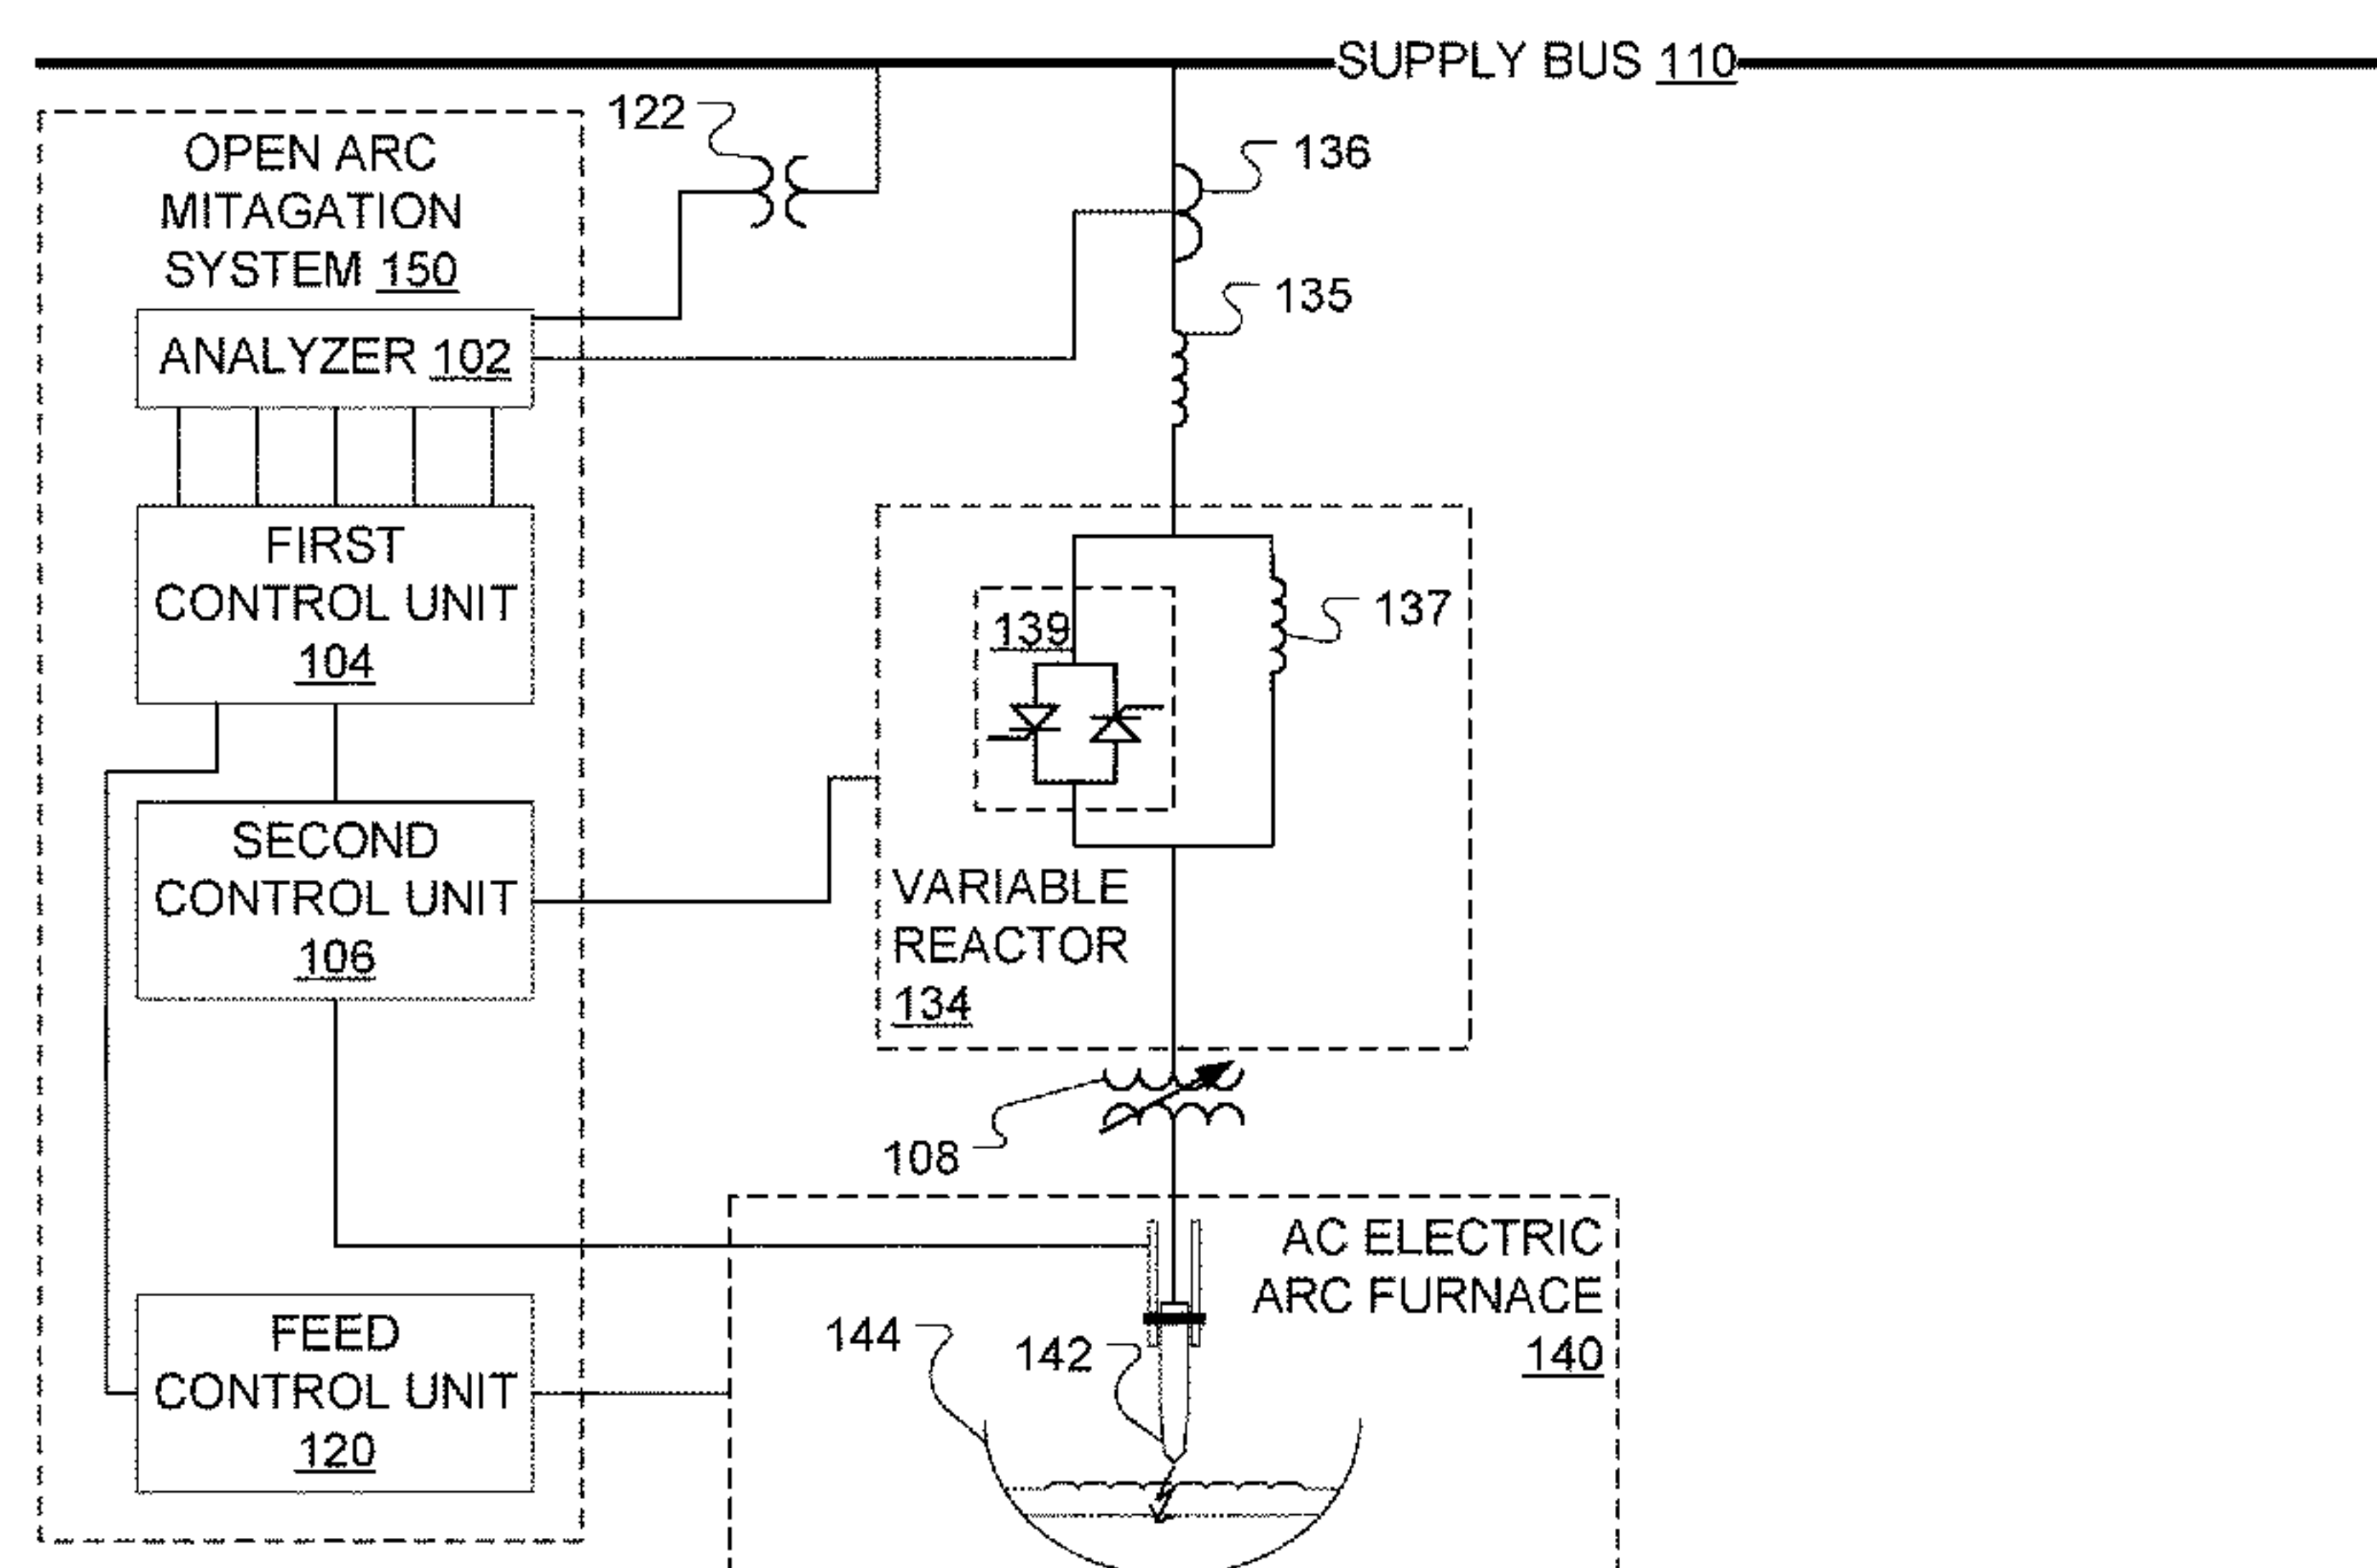 SUPPLY BUS 110
OPEN ARC
MITAGATION
SYSTEM 150
122
136
135
ANALYZER 102
FIRST
CONTROL UNIT
104
139
137
SECOND
CONTROL UNIT
106
VARIABLE
REACTOR
134
108
AC ELECTRIC
ARC FURNACE
140
144
142
FEED
CONTROL UNIT
120